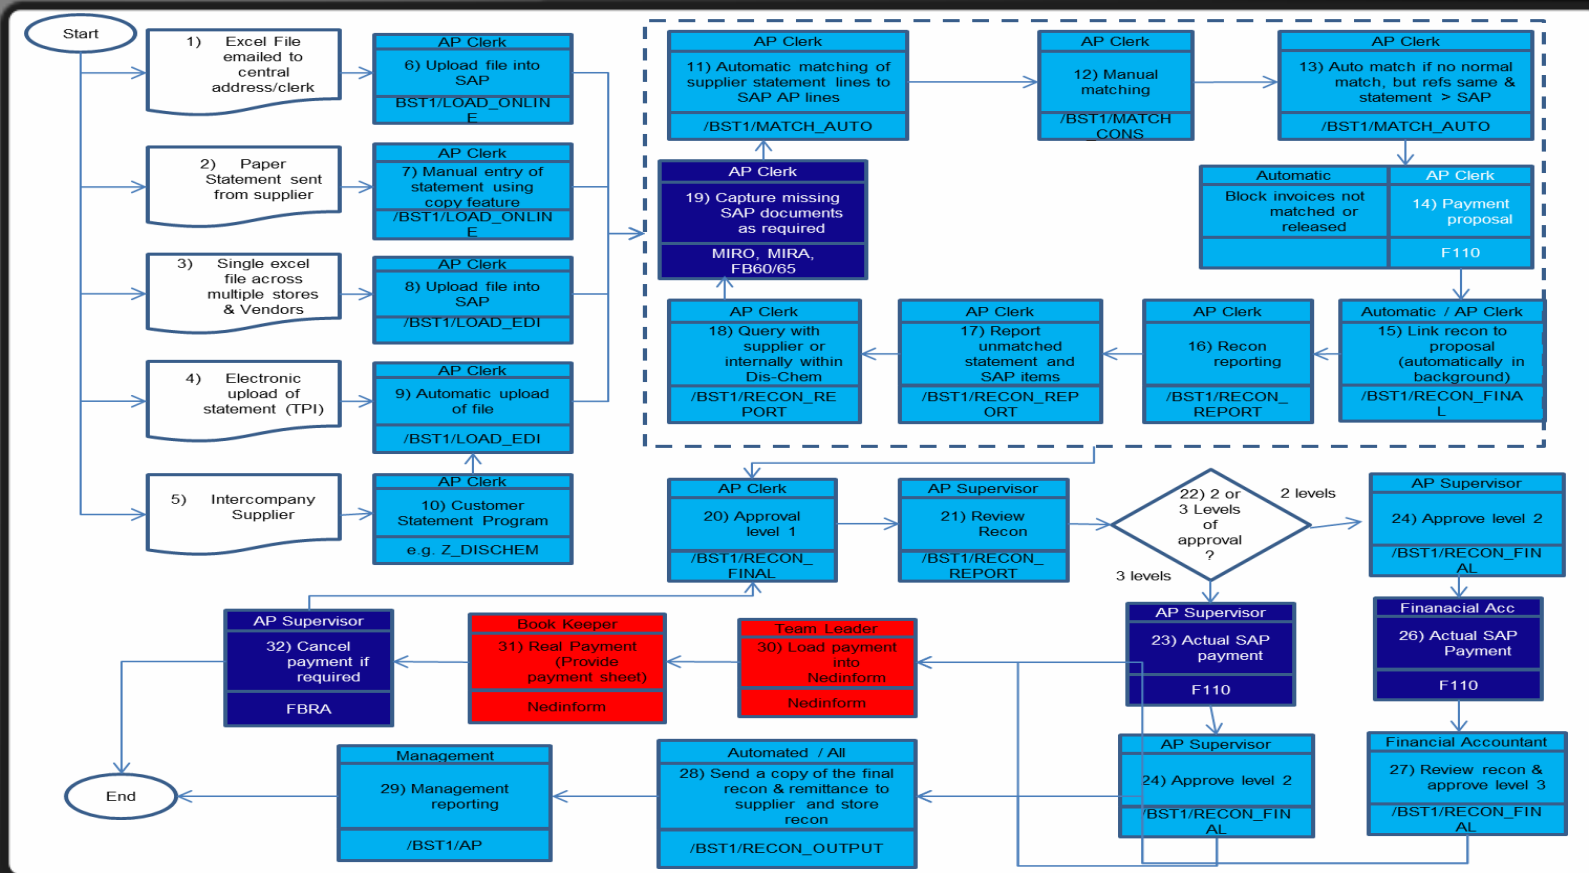 Start
1) Excel File
emailed to
central
address/clerk
AP Clerk
6) Upload file into
SAP
BST1/LOAD_ONLIN
E
2) Paper
Statement sent
from supplier
AP Clerk
7) Manual entry of
statement using
copy feature
/BST1/LOAD_ONLIN
E
3) Single excel
file across
multiple stores
& Vendors
AP Clerk
8) Upload file into
SAP
/BST1/LOAD_EDI
4) Electronic
upload of
statement (TPI)
AP Clerk
9) Automatic upload
of file
/BST1/LOAD_EDI
5) Intercompany
Supplier
AP Clerk
10) Customer
Statement Program
e.g. Z_DISCHEM
AP Clerk
11) Automatic matching of
supplier statement lines to
SAP AP lines
/BST1/MATCH_AUTO
AP Clerk
12) Manual
matching
/BST1/MATCH
_CONS
AP Clerk
13) Auto match if no normal
match, but refs same &
statement > SAP
/BST1/MATCH_AUTO
Automatic
Block invoices not
matched or
released
AP Clerk
14) Payment
proposal
F110
AP Clerk
19) Capture missing
SAP documents
as required
MIRO, MIRA,
FB60/65
AP Clerk
18) Query with
supplier or
internally within
Dis-Chem
/BST1/RECON_RE
PORT
AP Clerk
17) Report
unmatched
statement and
SAP items
/BST1/RECON_REP
ORT
AP Clerk
16) Recon
reporting
/BST1/RECON_
REPORT
Automatic / AP Clerk
15) Link recon to
proposal
(automatically in
background)
/BST1/RECON_FINA
L
AP Clerk
20) Approval
level 1
/BST1/RECON_
FINAL
AP Supervisor
21) Review
Recon
/BST1/RECON_
REPORT
22) 2 or
3 Levels
of
approval
?
2 levels
3 levels
AP Supervisor
24) Approve level 2
/BST1/RECON_FIN
AL
AP Supervisor
23) Actual SAP
payment
F110
Finanacial Acc
26) Actual SAP
Payment
F110
AP Supervisor
32) Cancel
payment if
required
FBRA
Book Keeper
31) Real Payment
(Provide
payment sheet)
Nedinform
Team Leader
30) Load payment
into
Nedinform
Nedinform
AP Supervisor
24) Approve level 2
/BST1/RECON_FIN
AL
Financial Accountant
27) Review recon &
approve level 3
/BST1/RECON_FIN
AL
End
Management
29) Management
reporting
/BST1/AP
Automated / All
28) Send a copy of the final
recon & remittance to
supplier and store
recon
/BST1/RECON_OUTPUT